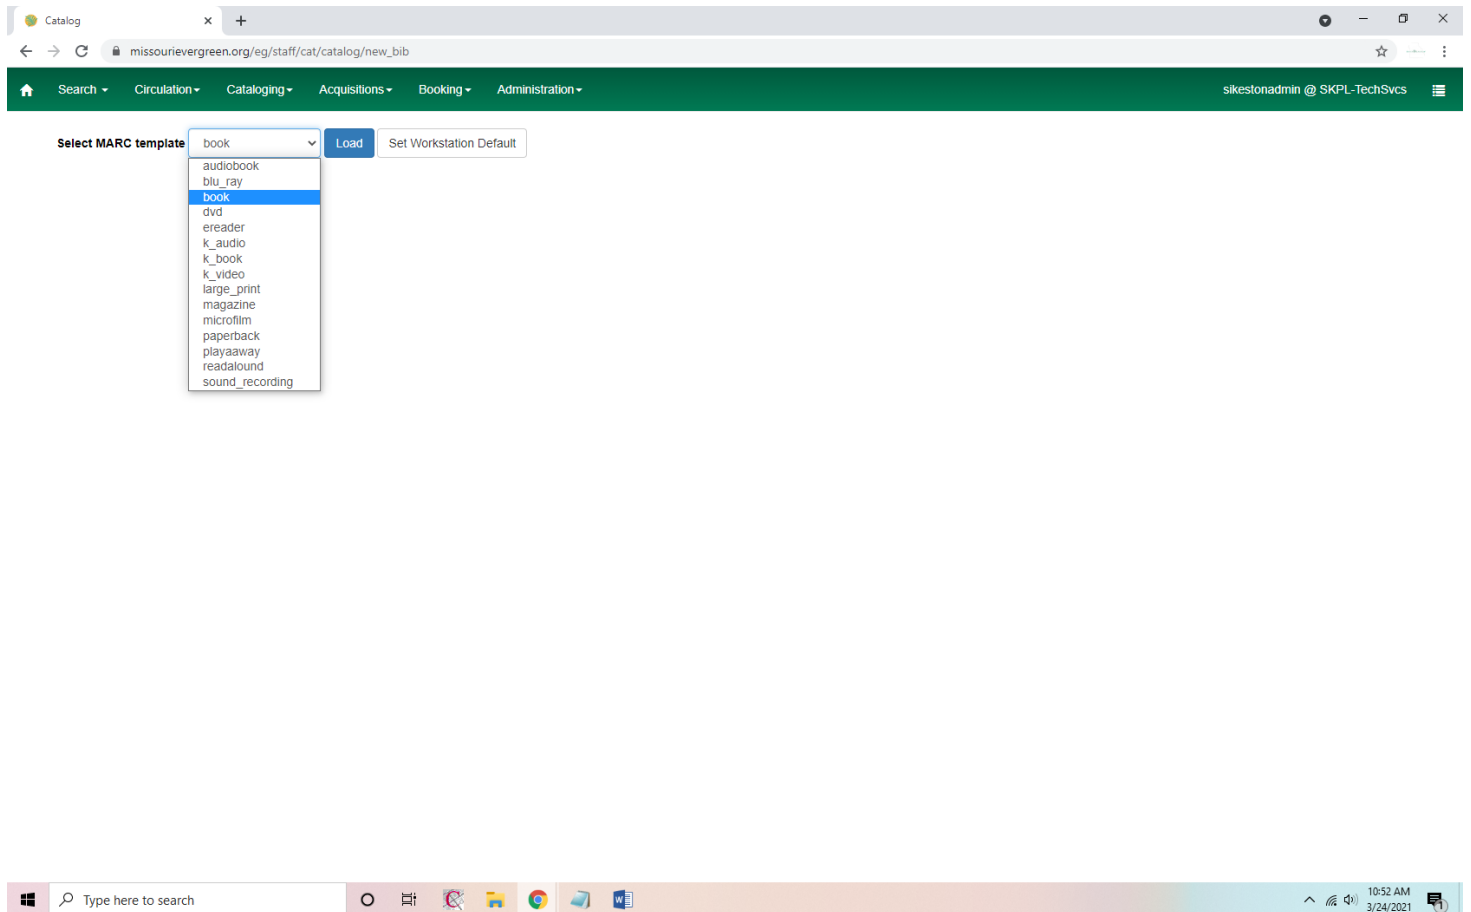 Catalog
missourievergreen.org/eg/staff/cat/catalog/new_bib
Search Circulation Cataloging Acquisitions Booking Administration sikestonadmin @ SKPL-TechSvcs
Select MARC template book Load Set Workstation Default
audiobook
blu_ray
book
dvd
ereader
k_audio
k_book
k_video
large_print
magazine
microfilm
paperback
playaaway
readalound
sound_recording
Type here to search 10:52 AM
3/24/2021 1